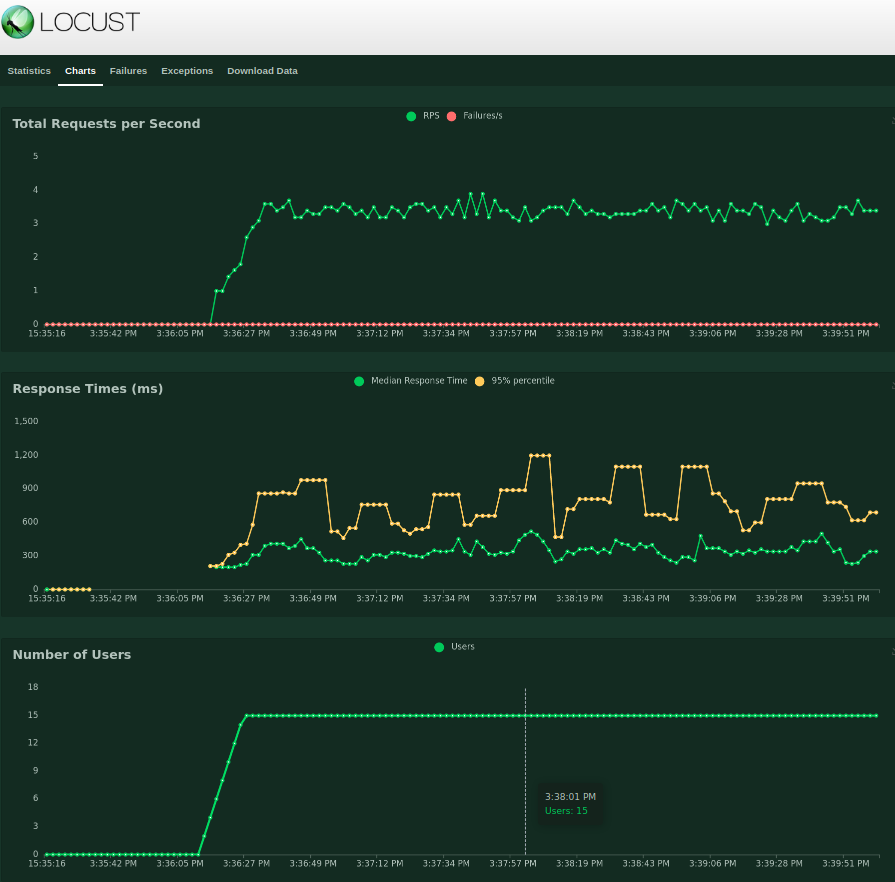 LOCUST
Statistics Charts Failures Exceptions Download Data
Total Requests per Second
RPS Failures/s
5
4
3
2
1
0
15:35:16 3:35:42 PM 3:36:05 PM 3:36:27 PM 3:36:49 PM 3:37:12 PM 3:37:34 PM 3:37:57 PM 3:38:19 PM 3:38:43 PM 3:39:06 PM 3:39:28 PM 3:39:51 PM
Response Times (ms)
Median Response Time 95% percentile
1,500
1,200
900
600
300
0
15:35:16 3:35:42 PM 3:36:05 PM 3:36:27 PM 3:36:49 PM 3:37:12 PM 3:37:34 PM 3:37:57 PM 3:38:19 PM 3:38:43 PM 3:39:06 PM 3:39:28 PM 3:39:51 PM
Number of Users
Users
18
15
12
9
6
3
0
3:38:01 PM
Users: 15
15:35:16 3:35:42 PM 3:36:05 PM 3:36:27 PM 3:36:49 PM 3:37:12 PM 3:37:34 PM 3:37:57 PM 3:38:19 PM 3:38:43 PM 3:39:06 PM 3:39:28 PM 3:39:51 PM